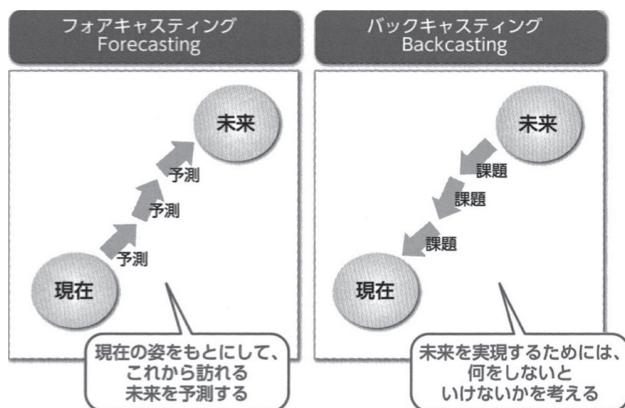 フォアキャスティング
Forecasting
未来
予測
予測
予測
現在
現在の姿をもとにして、
これから訪れる
未来を予測する
バックキャスティング
Backcasting
未来
課題
課題
課題
現在
未来を実現するためには、
何をしないと
いけないかを考える